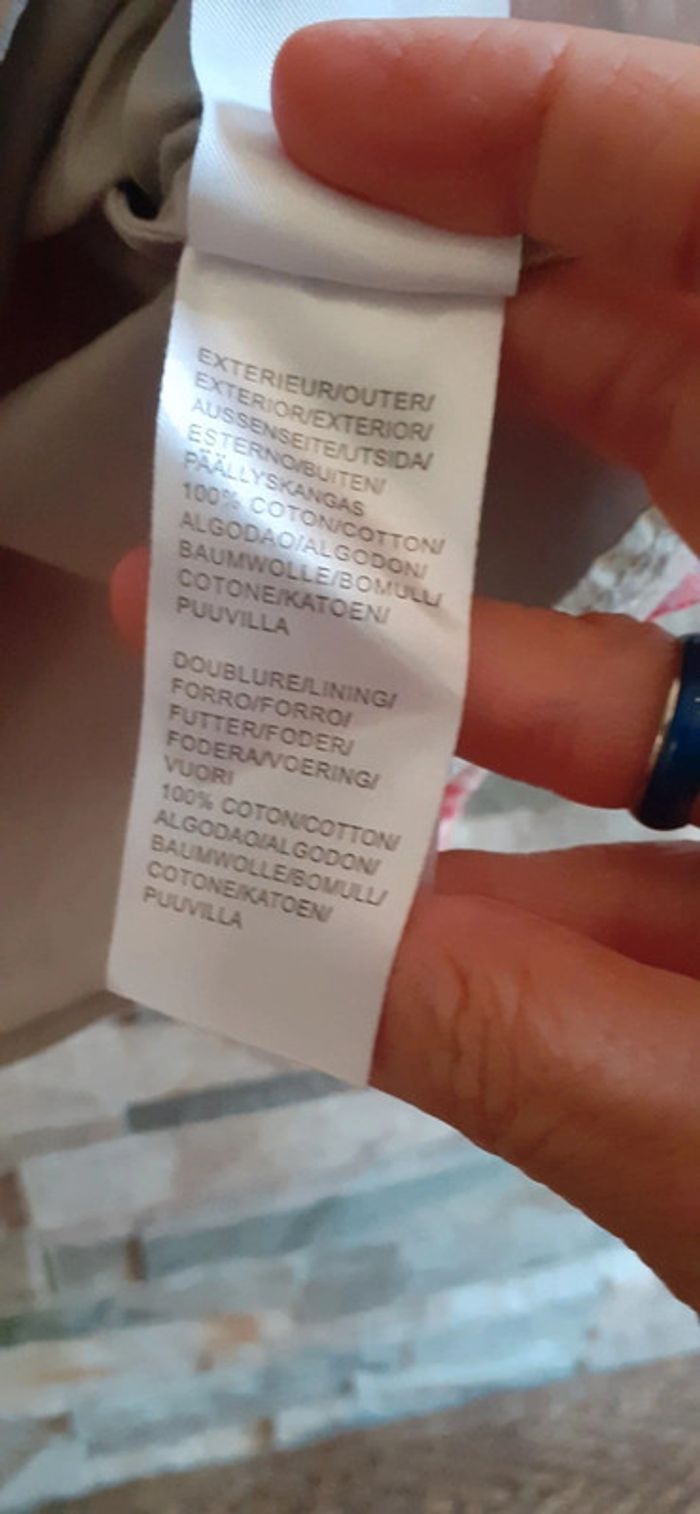 EXTERIEUR/OUTER/
EXTERIOR/EXTERIOR/
AUSSENSEITE/UTSIDA/
ESTERNO/BUITEN/
PÄÄLLYSKANGAS
100% COTON/COTTON/
ALGODAO/ALGODON/
BAUMWOLLE/BOMULL/
COTONE/KATOEN/
PUUVILLA
DOUBLURE/LINING/
FORRO/FORRO/
FUTTER/FODER/
FODERA/VOERING/
VUORI
100% COTON/COTTON/
ALGODAO/ALGODON/
BAUMWOLLE/BOMULL/
COTONE/KATOEN/
PUUVILLA